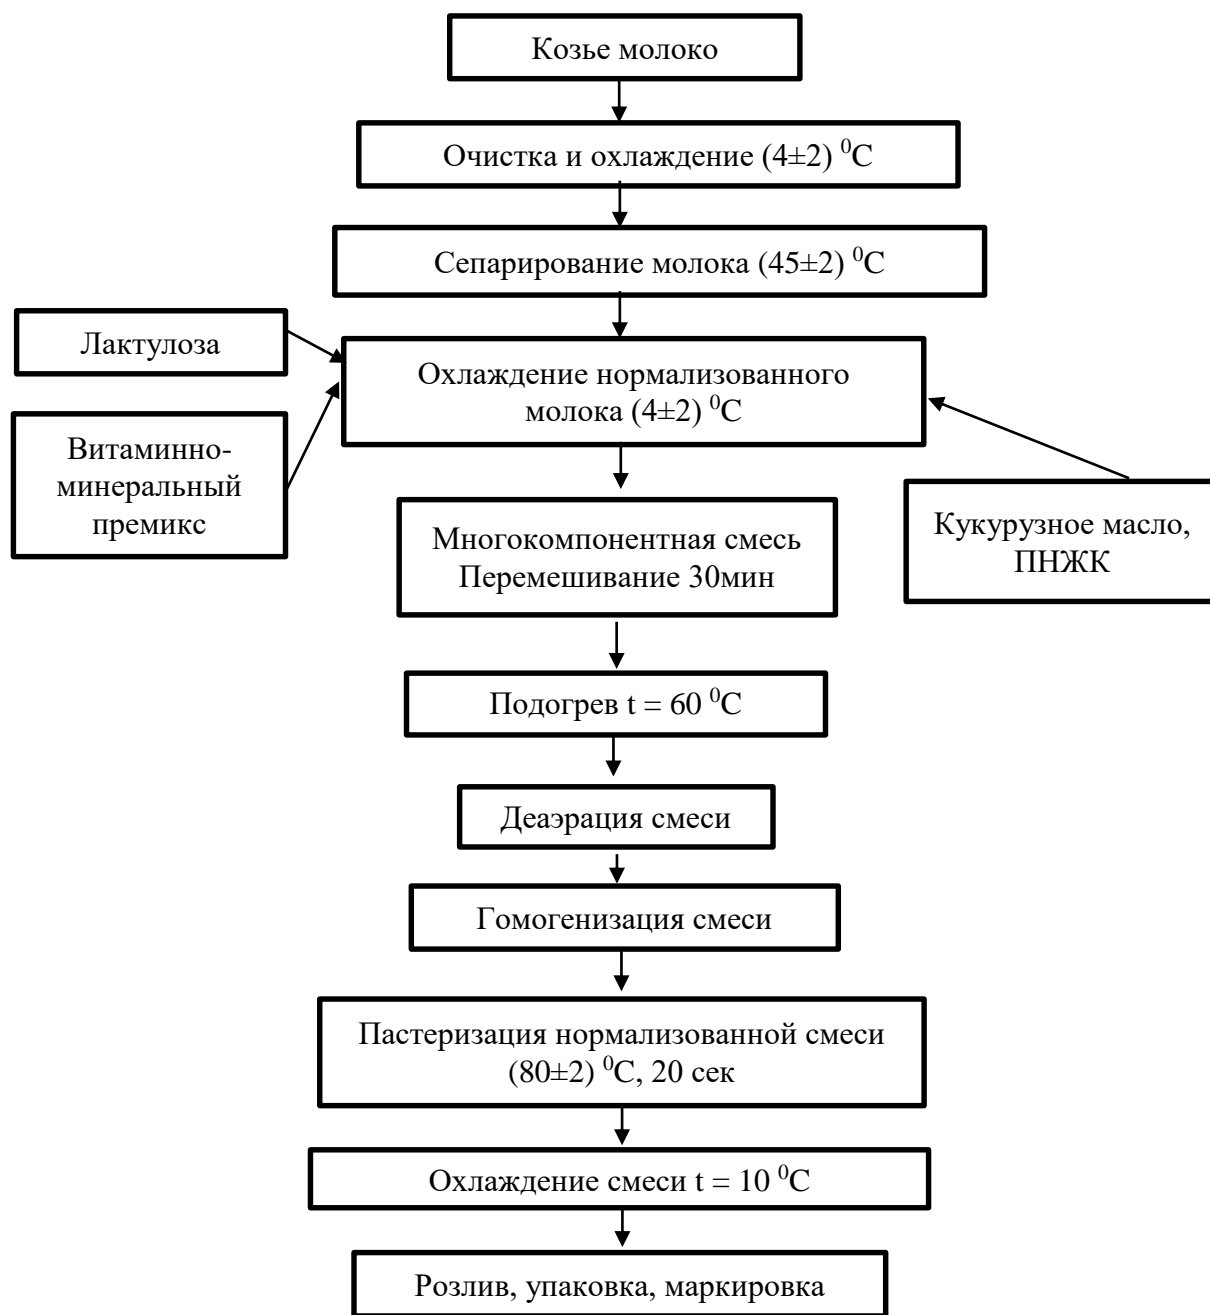 Козье молоко
Очистка и охлаждение (4±2) ⁰С
Сепарирование молока (45±2) ⁰С
Лактулоза
Охлаждение нормализованного
молока (4±2) ⁰С
Витаминно-
минеральный
премикс
Кукурузное масло,
ПНЖК
Многокомпонентная смесь
Перемешивание 30мин
Подогрев t = 60 ⁰С
Деаэрация смеси
Гомогенизация смеси
Пастеризация нормализованной смеси
(80±2) ⁰С, 20 сек
Охлаждение смеси t = 10 ⁰С
Розлив, упаковка, маркировка